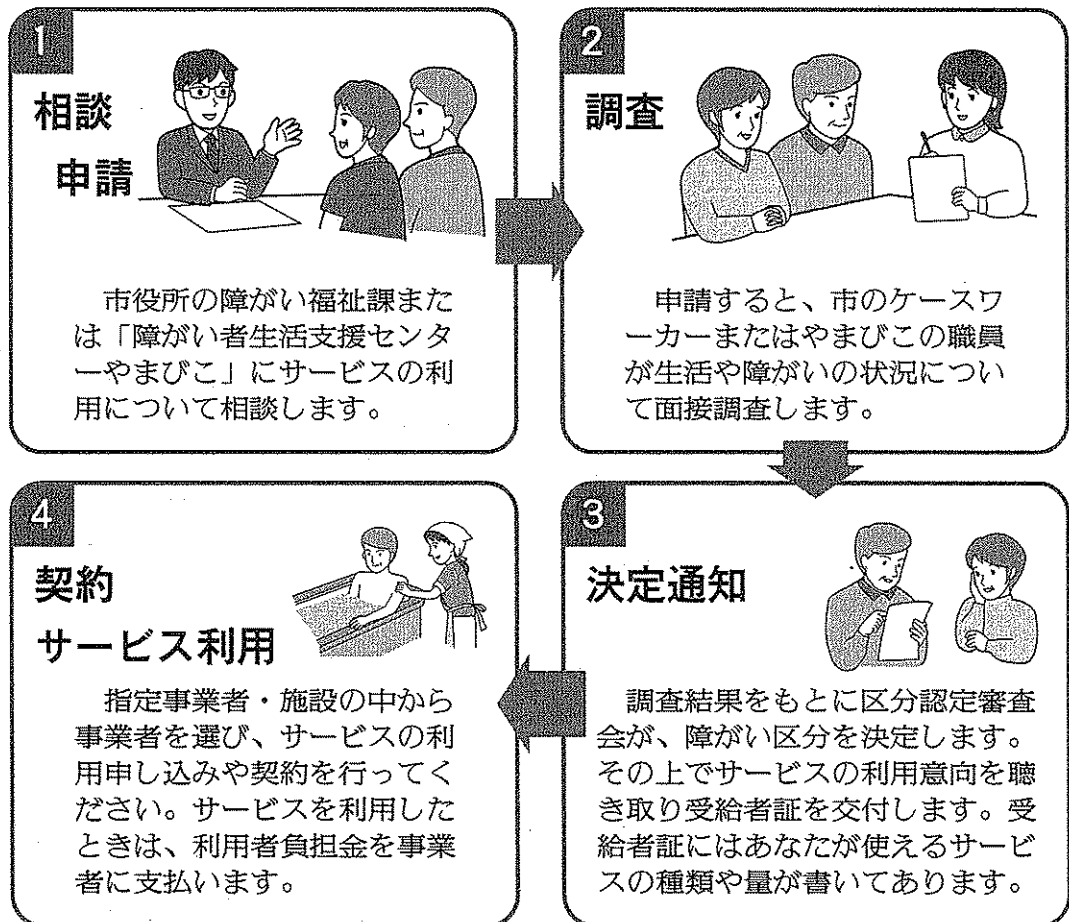 1
相談
申請
市役所の障がい福祉課また
は「障がい者生活支援センタ
ーやまびこ」にサービスの利
用について相談します。
2
調査
申請すると、市のケースワ
ーカーまたはやまびこの職員
が生活や障がいの状況につい
て面接調査します。
3
決定通知
調査結果をもとに区分認定審査
会が、障がい区分を決定します。
その上でサービスの利用意向を聴
き取り受給者証を交付します。受
給者証にはあなたが使えるサービ
スの種類や量が書いてあります。
4
契約
サービス利用
指定事業者・施設の中から
事業者を選び、サービスの利
用申し込みや契約を行ってく
ださい。サービスを利用した
ときは、利用者負担金を事業
者に支払います。